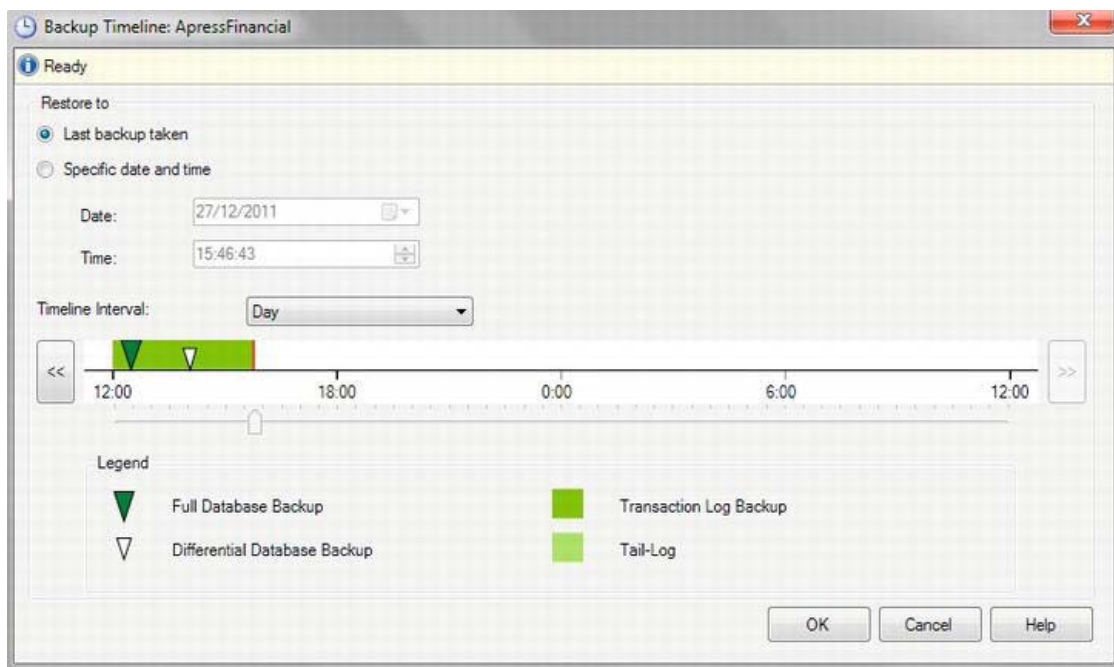 Backup Timeline: ApressFinancial
Ready
Restore to
Last backup taken
Specific date and time
Date: 27/12/2011
Time: 15:46:43
Timeline Interval: Day
<< >>
12:00 18:00 0:00 6:00 12:00
Legend
Full Database Backup Transaction Log Backup
Differential Database Backup Tail-Log
OK Cancel Help